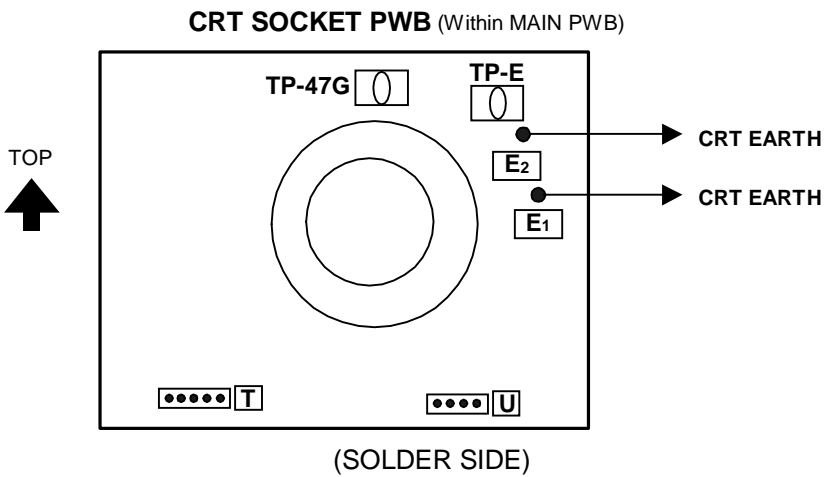 CRT SOCKET PWB (Within MAIN PWB)
TP-47G
TP-E
TOP
CRT EARTH
E2
CRT EARTH
E1
T
U
(SOLDER SIDE)